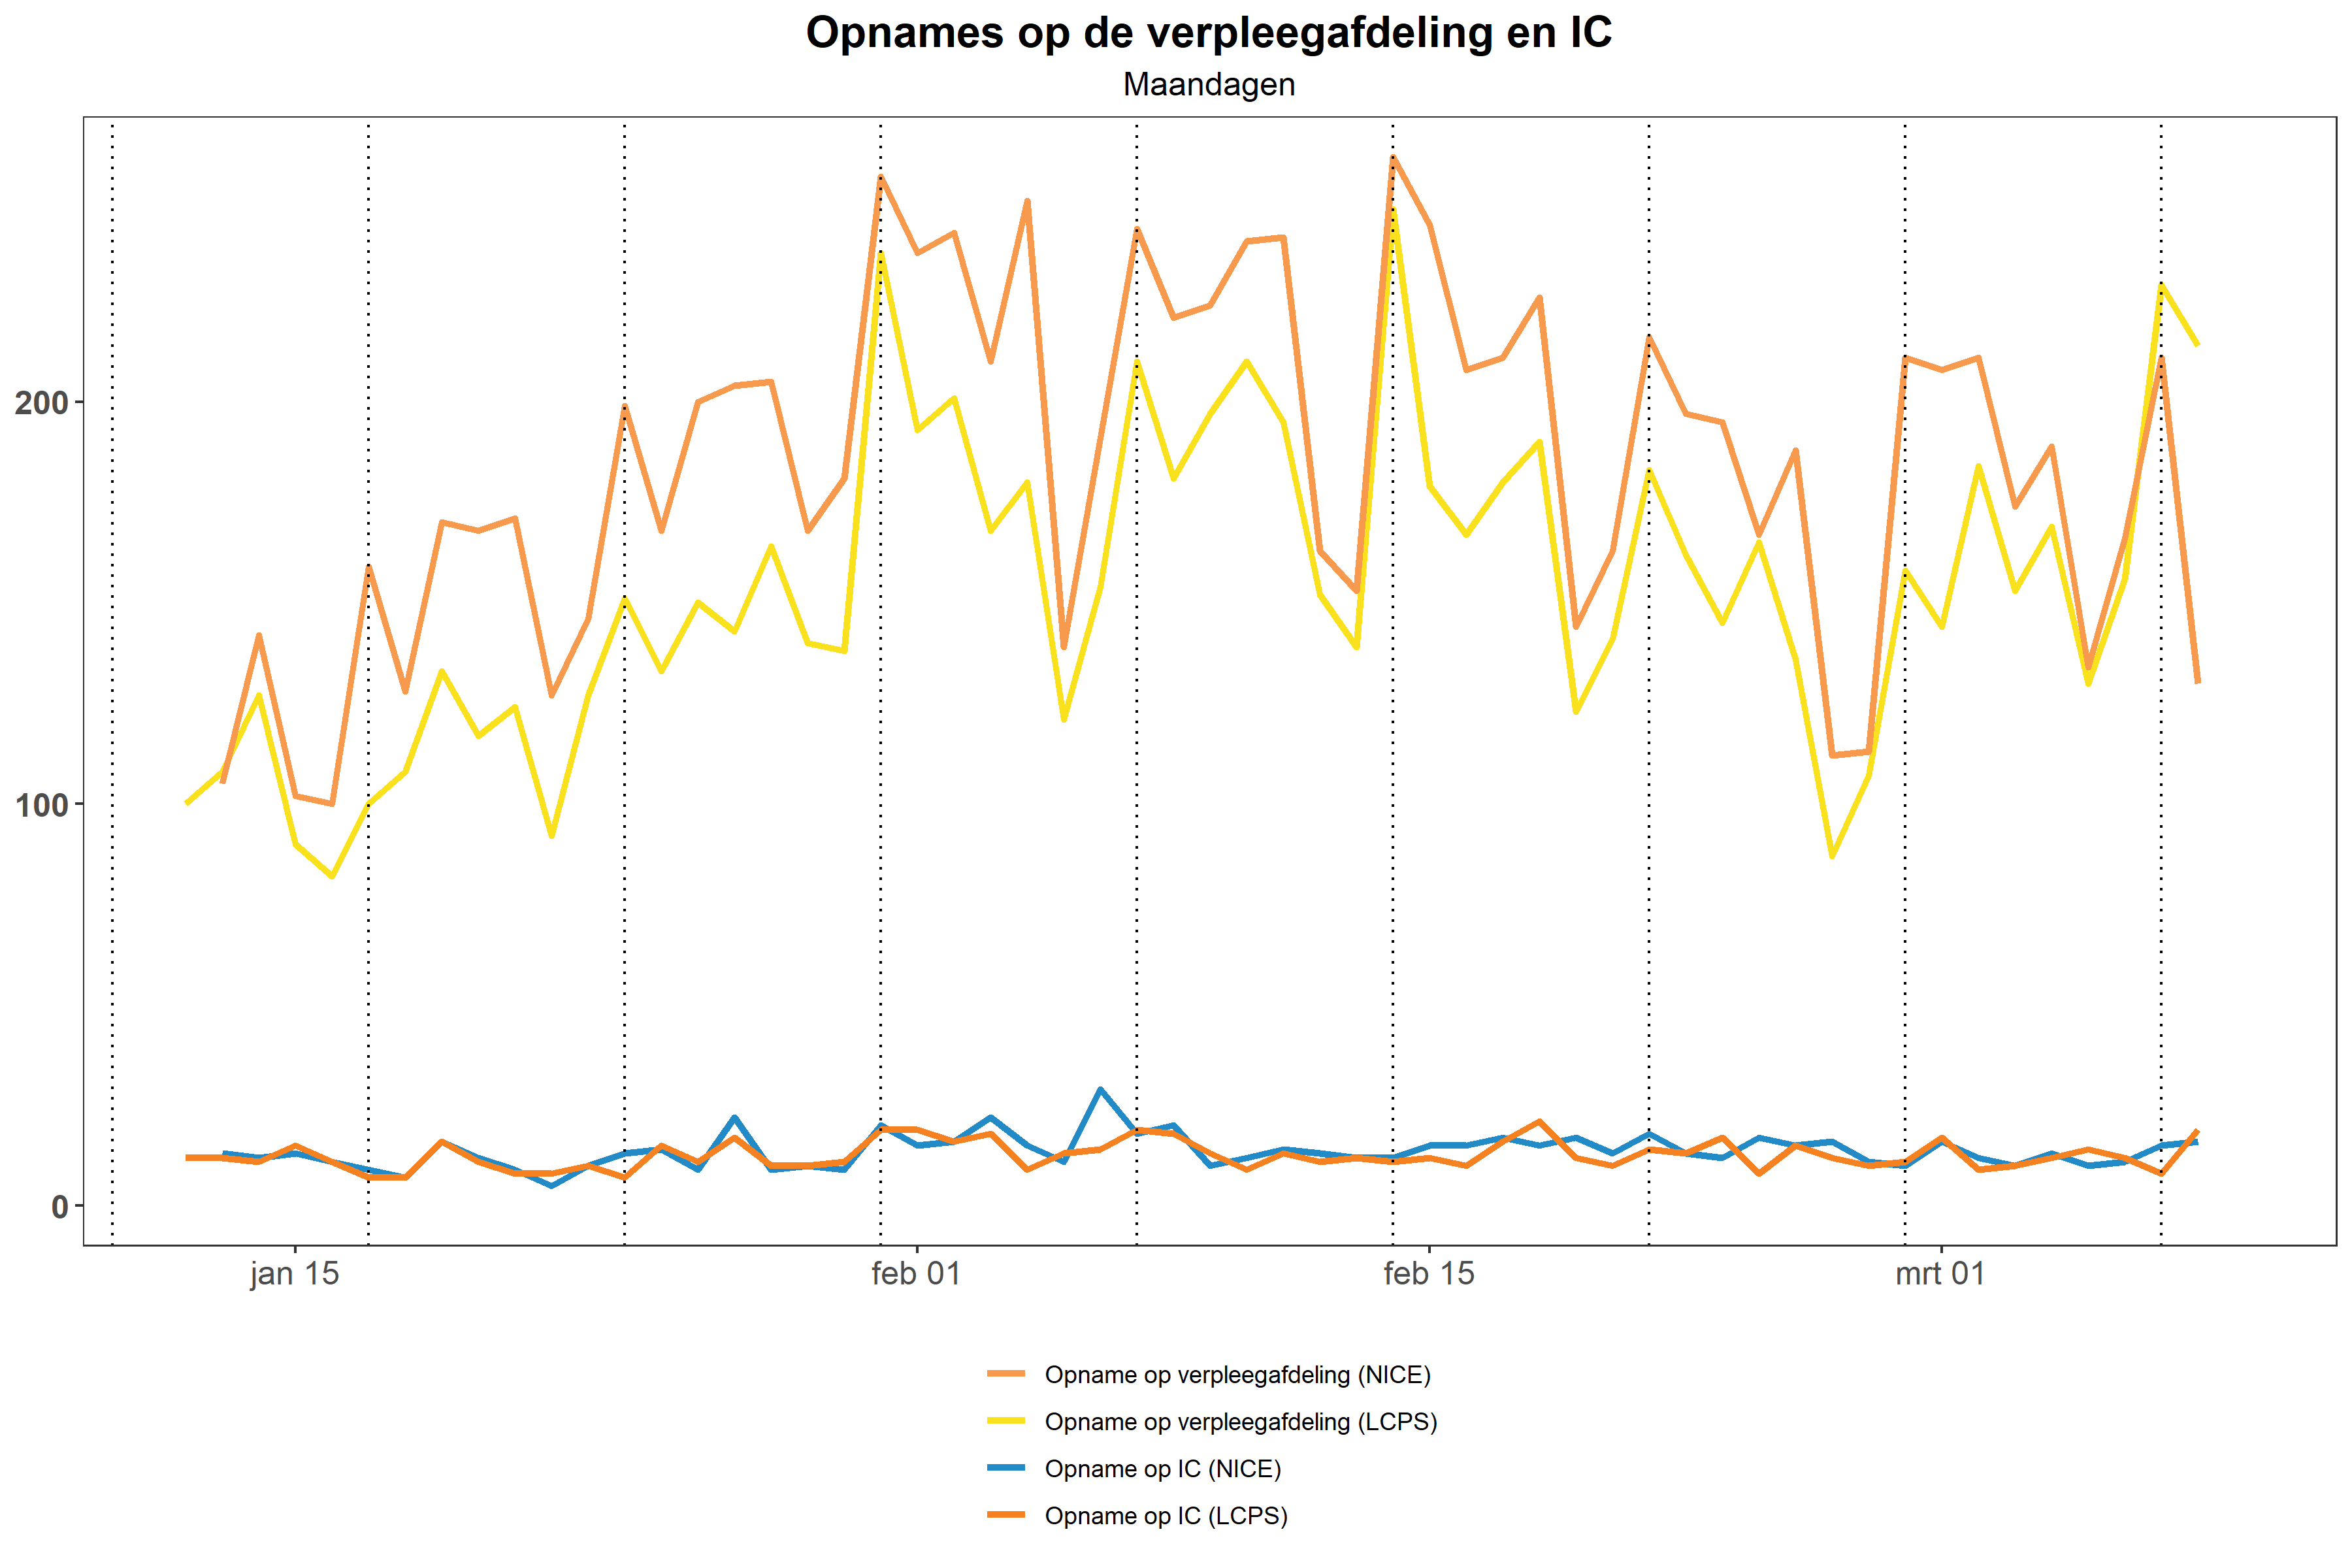 Opnames op de verpleegafdeling en IC
Maandagen
200
100
0
jan 15
feb 01
feb 15
mrt 01
Opname op verpleegafdeling (NICE)
Opname op verpleegafdeling (LCPS)
Opname op IC (NICE)
Opname op IC (LCPS)